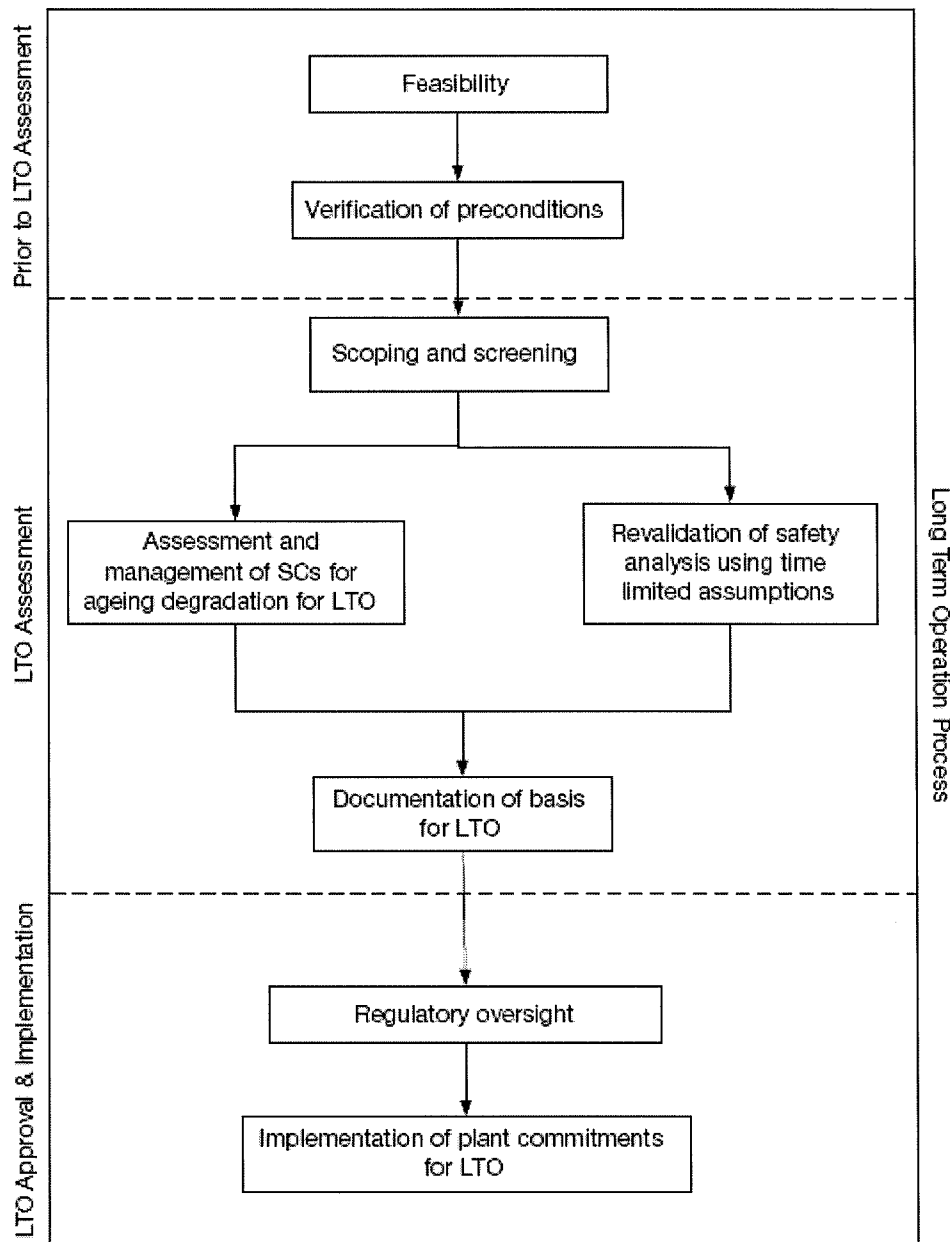 Prior to LTO Assessment
Feasibility
Verification of preconditions
LTO Assessment
Scoping and screening
Assessment and
management of SCs for
ageing degradation for LTO
Revalidation of safety
analysis using time
limited assumptions
Documentation of basis
for LTO
LTO Approval & Implementation
Regulatory oversight
Implementation of plant commitments
for LTO
Long Term Operation Process